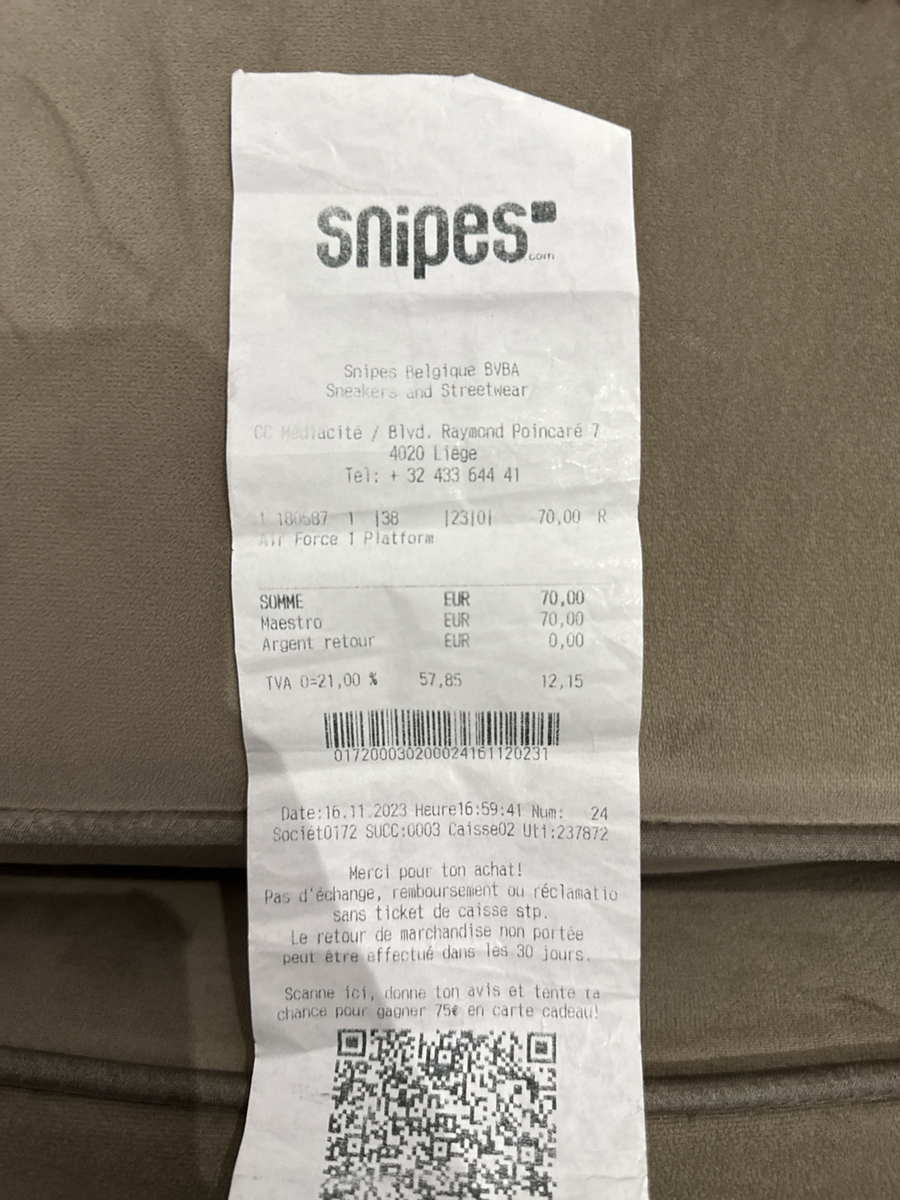 snipes
.com
Snipes Belgique BVBA
Sneakers and Streetwear
CC Médiacité / Blvd. Raymond Poincaré 7
4020 Liège
Tel: + 32 433 644 41
1 180587 1 |38 |23|0| 70,00 R
Air Force 1 Platform
SOMME EUR 70,00
Maestro EUR 70,00
Argent retour EUR 0,00
TVA 0=21,00 % 57,85 12,15
017200030200024161120231
Date:16.11.2023 Heure16:59:41 Num: 24
Sociét0172 SUCC:0003 Caisse02 Uti:237872
Merci pour ton achat!
Pas d'échange, remboursement ou réclamatio
sans ticket de caisse stp.
Le retour de marchandise non portée
peut être effectué dans les 30 jours.
Scanne ici, donne ton avis et tente ta
chance pour gagner 75€ en carte cadeau!